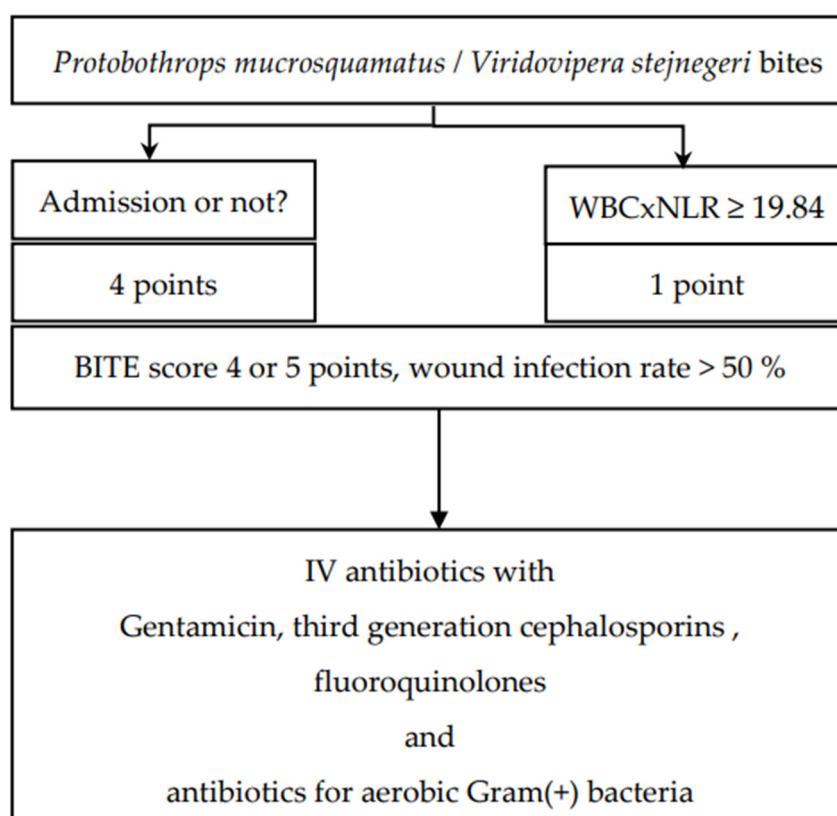 Protobothrops mucrosquamatus / Viridovipera stejnegeri bites
Admission or not?
WBCxNLR ≥ 19.84
4 points
1 point
BITE score 4 or 5 points, wound infection rate > 50 %
IV antibiotics with
Gentamicin, third generation cephalosporins ,
fluoroquinolones
and
antibiotics for aerobic Gram(+) bacteria